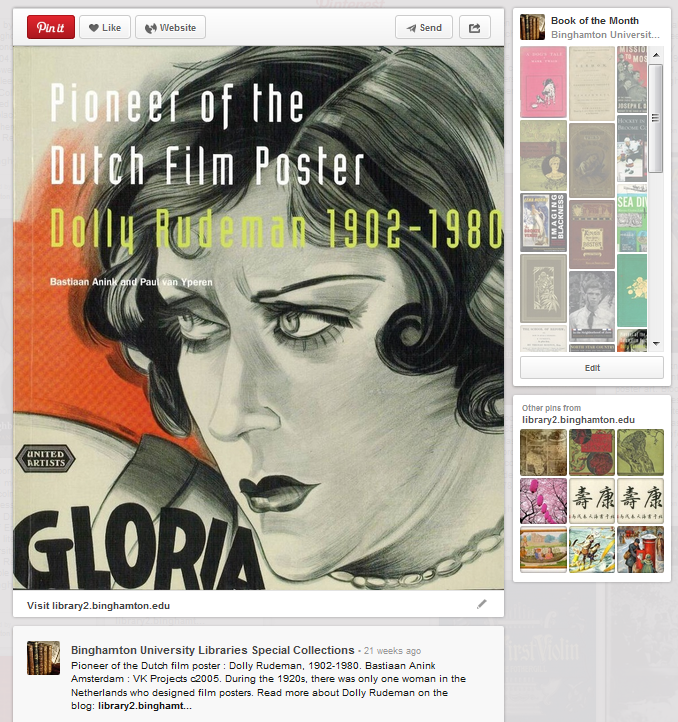 Pin it
Like
Website
Send
Pioneer of the
Dutch Film Poster
Dolly Rudeman 1902-1980
Bastiaan Anink and Paul van Yperen
UNITED
ARTISTS
GLORIA
Visit library2.binghamton.edu
Binghamton University Libraries Special Collections • 21 weeks ago
Pioneer of the Dutch film poster : Dolly Rudeman, 1902-1980. Bastiaan Anink
Amsterdam : VK Projects c2005. During the 1920s, there was only one woman in the
Netherlands who designed film posters. Read more about Dolly Rudeman on the
blog: library2.binghamt...
Book of the Month
Binghamton Universit...
IMAGING
BLACKNESS
SEA DI
Edit
Other pins from
library2.binghamton.edu
壽 康
壽 康
First Violin